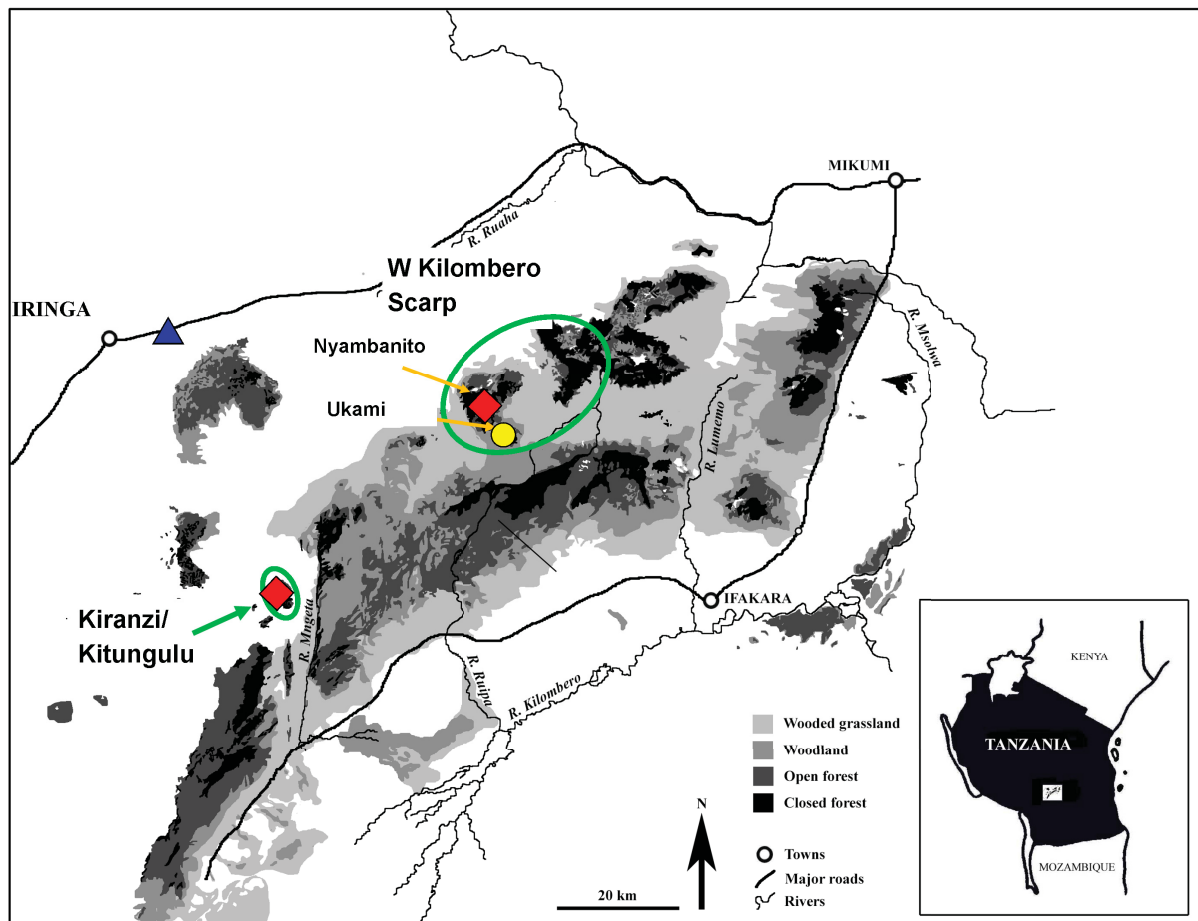 MIKUMI
R. Ruaha
W Kilombero
Scarp
IRINGA
R. Msolwa
Nyambanito
Ukami
R. Lumemo
IFAKARA
Kiranzi/
Kitungulu
R. Mngeta
R. Ruipa
R. Kilombero
Wooded grassland
Woodland
Open forest
Closed forest
N
Towns
Major roads
Rivers
20 km
KENYA
TANZANIA
MOZAMBIQUE